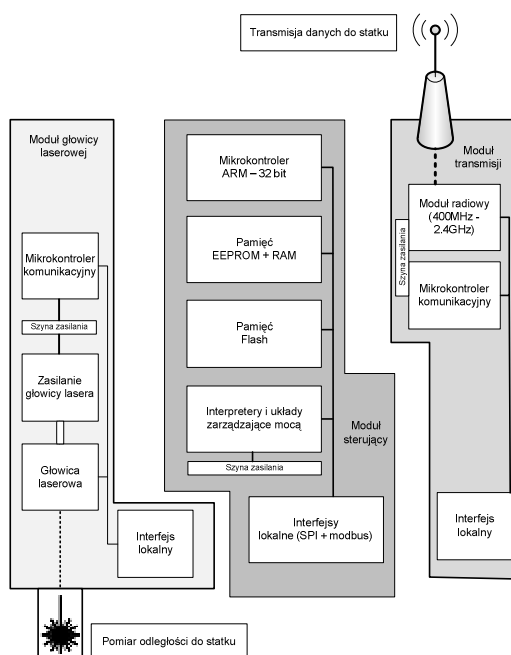 Transmisja danych do statku
Moduł głowicy
laserowej
Mikrokontroler
komunikacyjny
Szyna zasilania
Zasilanie
głowicy lasera
Głowica
laserowa
Interfejs
lokalny
Pomiar odległości do statku
Mikrokontroler
ARM – 32 bit
Pamięć
EEPROM + RAM
Pamięć
Flash
Interpretery i układy
zarządzające mocą
Szyna zasilania
Moduł
sterujący
Interfejsy
lokalne (SPI + modbus)
Moduł
transmisji
Moduł radiowy
(400MHz -
2.4GHz)
Szyna zasilania
Mikrokontroler
komunikacyjny
Interfejs
lokalny